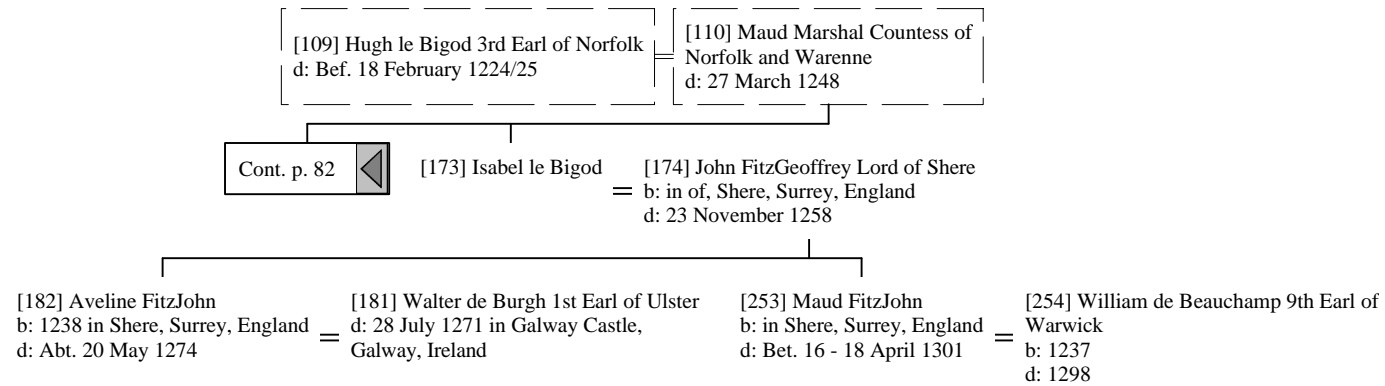 [109] Hugh le Bigod 3rd Earl of Norfolk
d: Bef. 18 February 1224/25
=
[110] Maud Marshal Countess of
Norfolk and Warenne
d: 27 March 1248
Cont. p. 82
[173] Isabel le Bigod
=
[174] John FitzGeoffrey Lord of Shere
b: in of, Shere, Surrey, England
d: 23 November 1258
[182] Aveline FitzJohn
b: 1238 in Shere, Surrey, England
d: Abt. 20 May 1274
=
[181] Walter de Burgh 1st Earl of Ulster
d: 28 July 1271 in Galway Castle,
Galway, Ireland
[253] Maud FitzJohn
b: in Shere, Surrey, England
d: Bet. 16 - 18 April 1301
=
[254] William de Beauchamp 9th Earl of
Warwick
b: 1237
d: 1298